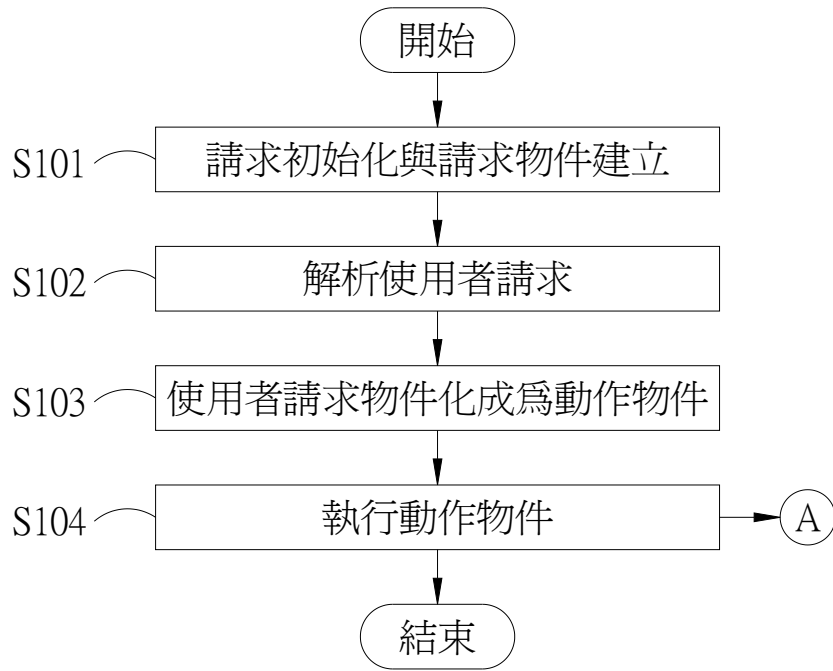 開始
S101 請求初始化與請求物件建立
S102 解析使用者請求
S103 使用者請求物件化成爲動作物件
S104 執行動作物件 A
結束